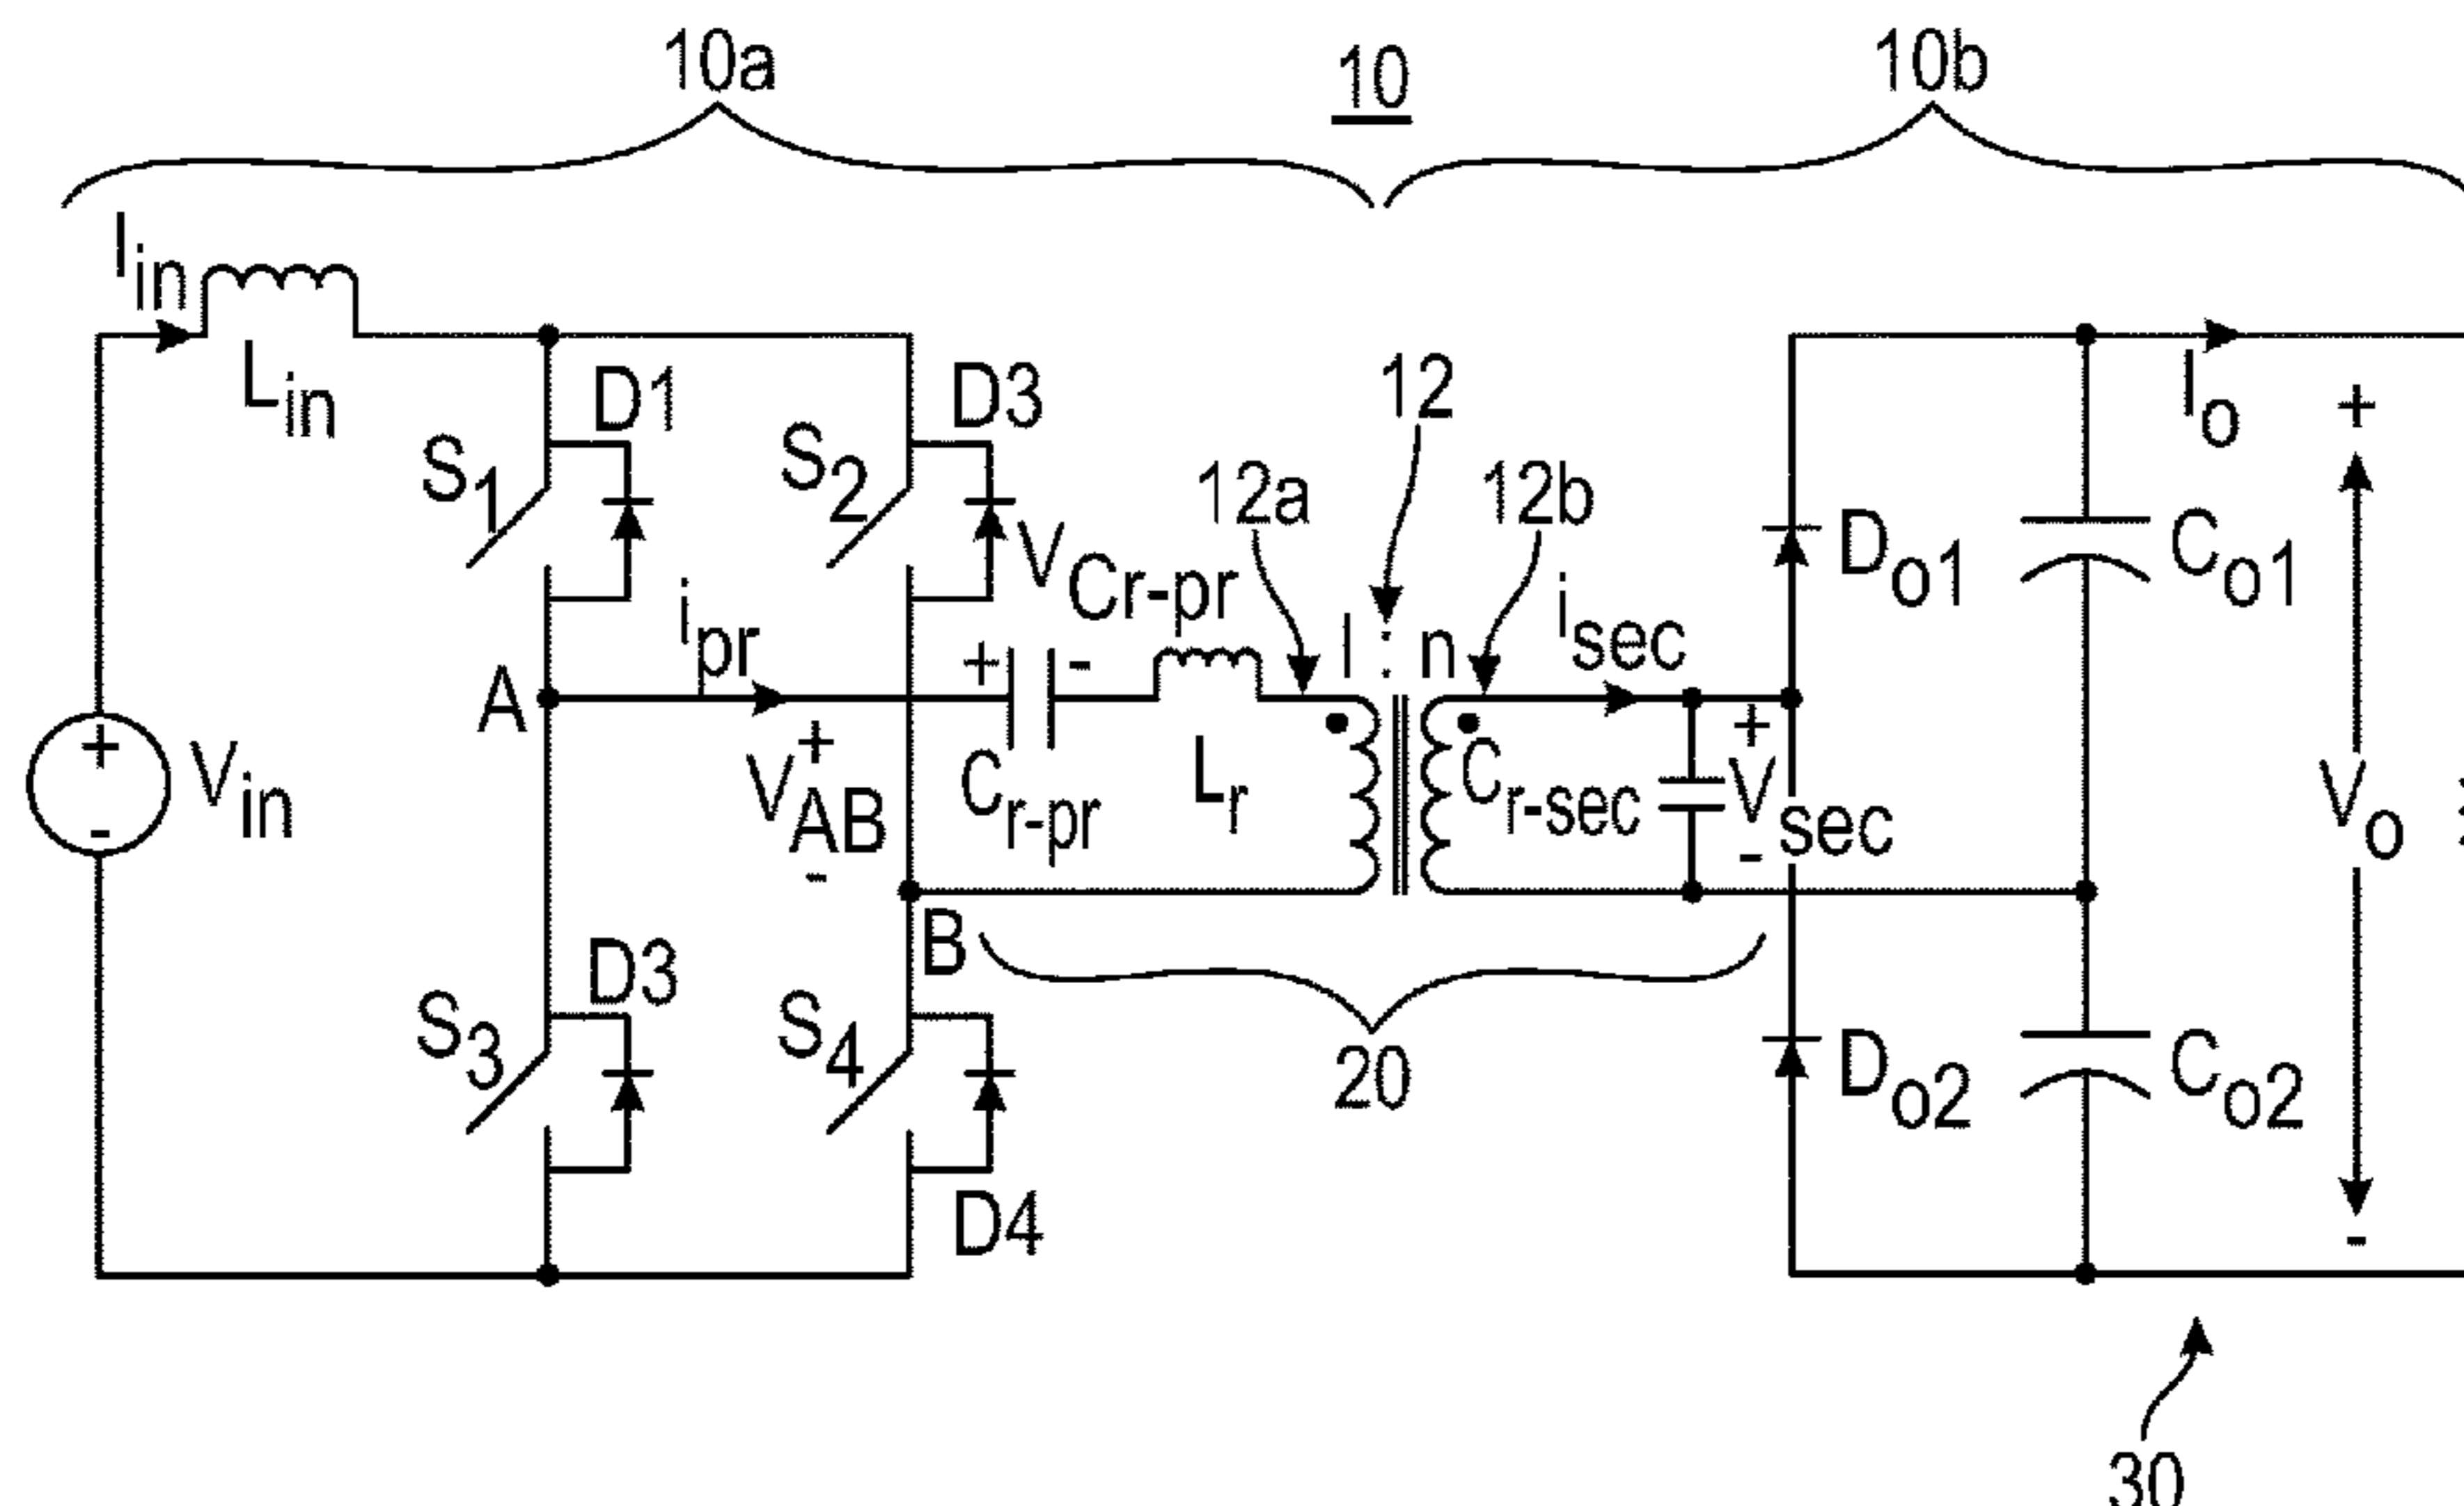 10a
10
10b
Iin
Lin
D1
D3
S1
S2
12
12a
12b
VCr-pr
ipr
1 : n
isec
Io
+
Do1
Co1
A
+
-
+
VAB
-
Cr-pr
Lr
Cr-sec
+
Vsec
-
+
Vin
-
Vo
B
D3
S3
S4
D4
20
Do2
Co2
-
30